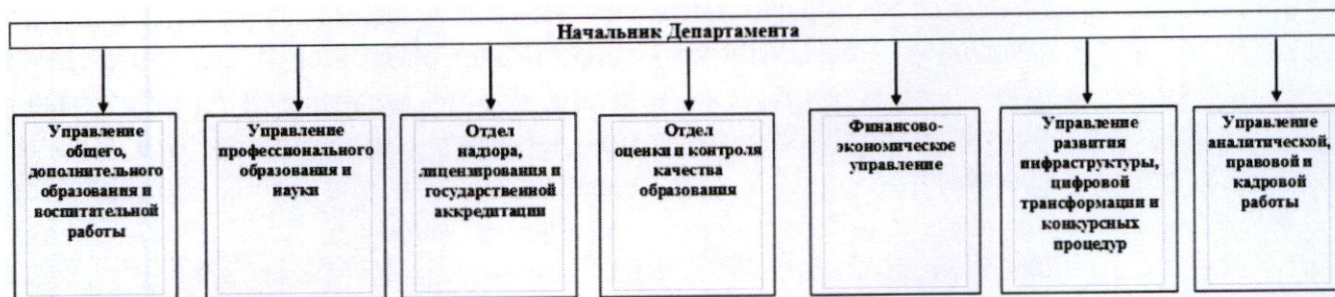 Начальник Департамента
Управление
общего,
дополнительного
образования и
воспитательной
работы
Управление
профессионального
образования и
науки
Отдел
надзора,
лицензирования и
государственной
аккредитации
Отдел
оценки и контроля
качества
образования
Финансово-
экономическое
управление
Управление
развития
инфраструктуры,
цифровой
трансформации и
конкурсных
процедур
Управление
аналитической,
правовой и
кадровой
работы